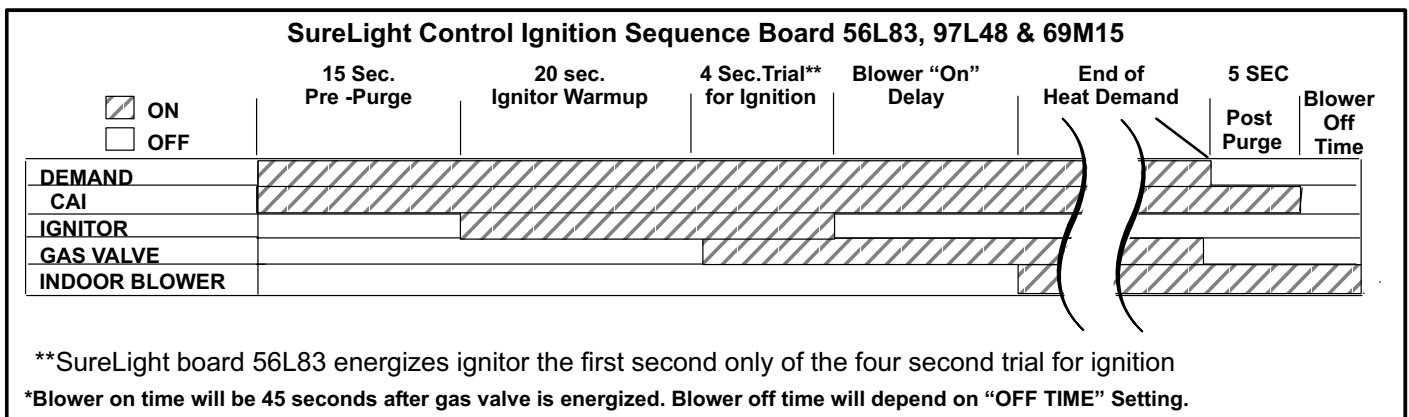 SureLight Control Ignition Sequence Board 56L83, 97L48 & 69M15
15 Sec.
Pre -Purge
20 sec.
Ignitor Warmup
4 Sec.Trial**
for Ignition
Blower “On”
Delay
End of
Heat Demand
5 SEC
Post
Purge
Blower
Off
Time
ON
OFF
DEMAND
CAI
IGNITOR
GAS VALVE
INDOOR BLOWER
**SureLight board 56L83 energizes ignitor the first second only of the four second trial for ignition
*Blower on time will be 45 seconds after gas valve is energized. Blower off time will depend on “OFF TIME” Setting.